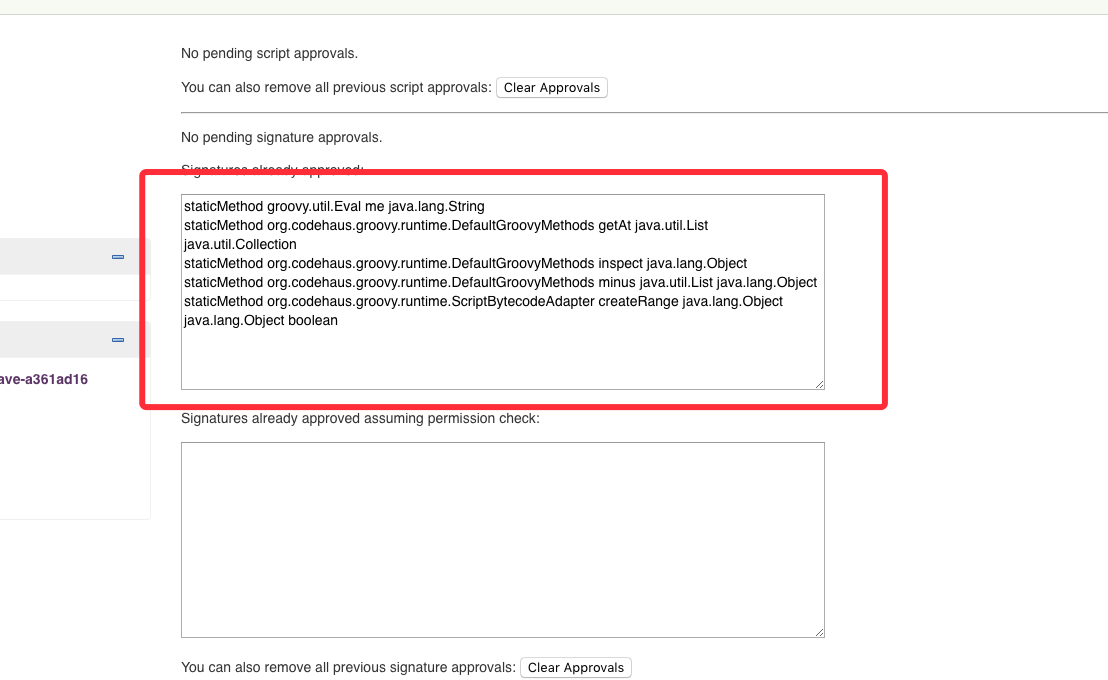 No pending script approvals.
You can also remove all previous script approvals: Clear Approvals
No pending signature approvals.
Signatures already approved:
staticMethod groovy.util.Eval me java.lang.String
staticMethod org.codehaus.groovy.runtime.DefaultGroovyMethods getAt java.util.List
java.util.Collection
staticMethod org.codehaus.groovy.runtime.DefaultGroovyMethods inspect java.lang.Object
staticMethod org.codehaus.groovy.runtime.DefaultGroovyMethods minus java.util.List java.lang.Object
staticMethod org.codehaus.groovy.runtime.ScriptBytecodeAdapter createRange java.lang.Object
java.lang.Object boolean
ave-a361ad16
Signatures already approved assuming permission check:
You can also remove all previous signature approvals: Clear Approvals